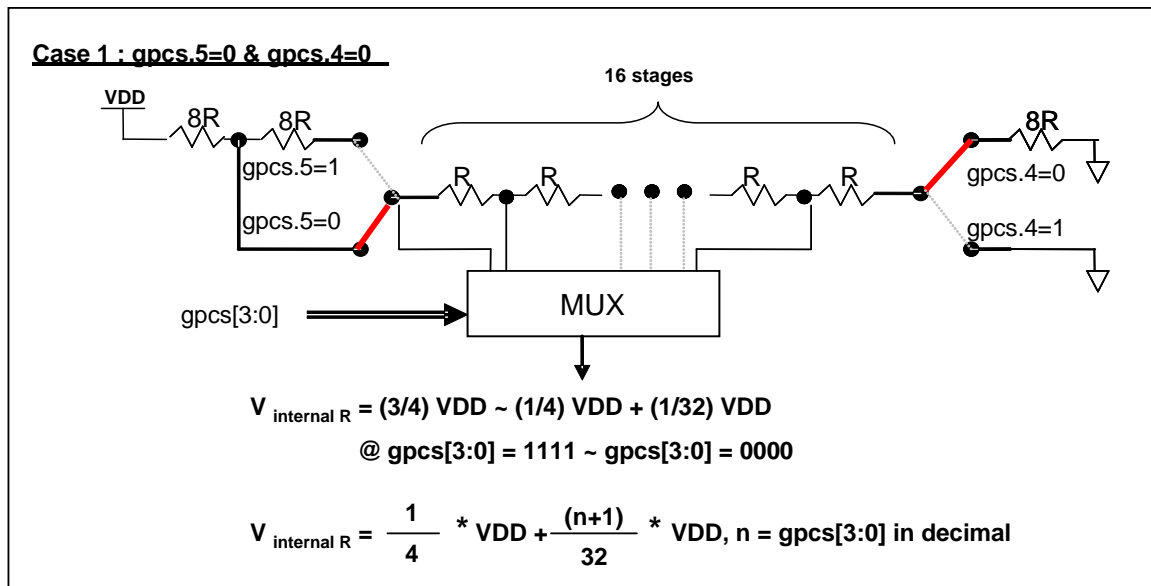 Case 1 : gpcs.5=0 & gpcs.4=0
16 stages
VDD
8R 8R 8R
gpcs.5=1
gpcs.4=0
R R R R
gpcs.5=0
gpcs.4=1
MUX
gpcs[3:0]
V internal R = (3/4) VDD ~ (1/4) VDD + (1/32) VDD
@ gpcs[3:0] = 1111 ~ gpcs[3:0] = 0000
V internal R = 1/4 * VDD + (n+1)/32 * VDD, n = gpcs[3:0] in decimal